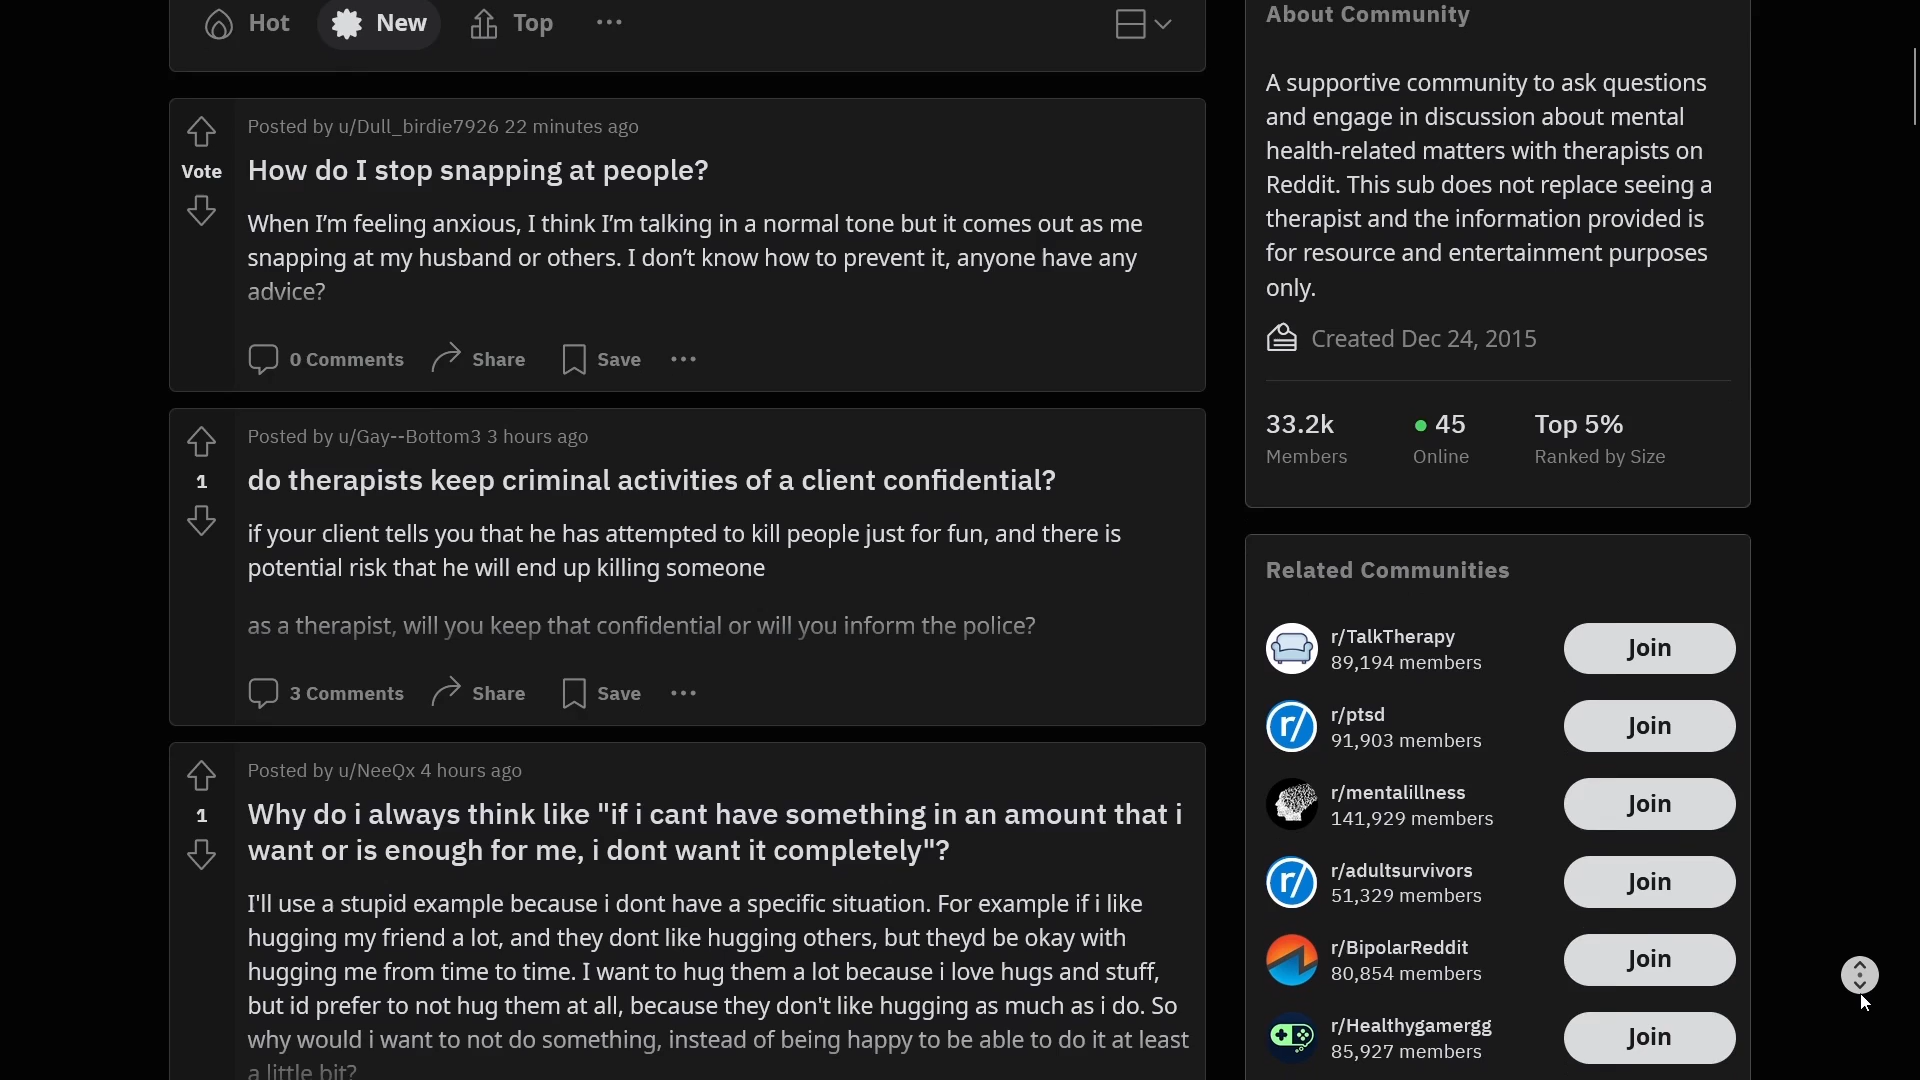 Hot New Top
Posted by u/Dull_birdie7926 22 minutes ago
Vote
How do I stop snapping at people?
When I’m feeling anxious, I think I’m talking in a normal tone but it comes out as me
snapping at my husband or others. I don’t know how to prevent it, anyone have any
advice?
0 Comments Share Save
Posted by u/Gay--Bottom3 3 hours ago
1
do therapists keep criminal activities of a client confidential?
if your client tells you that he has attempted to kill people just for fun, and there is
potential risk that he will end up killing someone
as a therapist, will you keep that confidential or will you inform the police?
3 Comments Share Save
Posted by u/NeeQx 4 hours ago
1
Why do i always think like "if i cant have something in an amount that i
want or is enough for me, i dont want it completely"?
I'll use a stupid example because i dont have a specific situation. For example if i like
hugging my friend a lot, and they dont like hugging others, but theyd be okay with
hugging me from time to time. I want to hug them a lot because i love hugs and stuff,
but id prefer to not hug them at all, because they don't like hugging as much as i do. So
why would i want to not do something, instead of being happy to be able to do it at least
a little bit?
About Community
A supportive community to ask questions
and engage in discussion about mental
health-related matters with therapists on
Reddit. This sub does not replace seeing a
therapist and the information provided is
for resource and entertainment purposes
only.
Created Dec 24, 2015
33.2k 45 Top 5%
Members Online Ranked by Size
Related Communities
r/TalkTherapy
89,194 members
Join
r/
r/ptsd
91,903 members
Join
r/mentalillness
141,929 members
Join
r/
r/adultsurvivors
51,329 members
Join
r/BipolarReddit
80,854 members
Join
r/Healthygamergg
85,927 members
Join